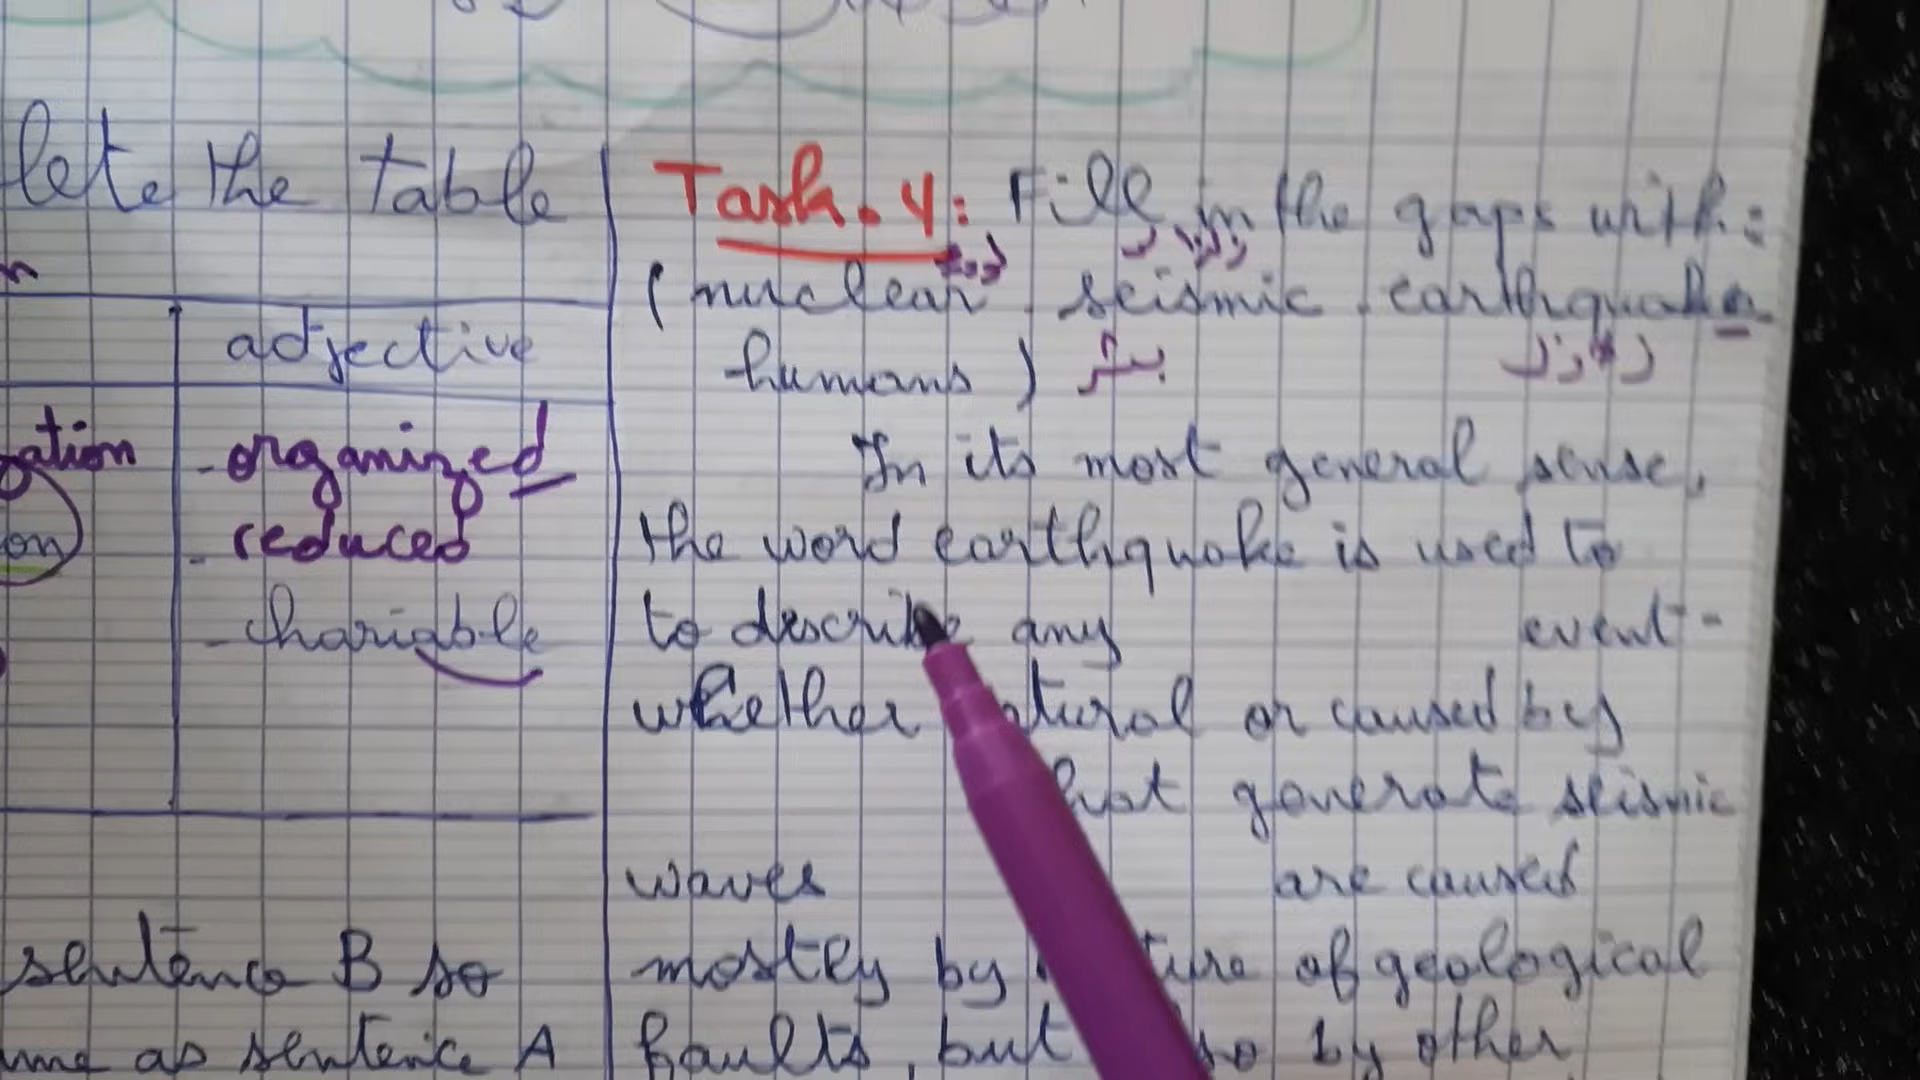 lete the table
adjective
ation - organized
on - reduced
- chariable
sentence B so
as sentence A
Task.4: Fill in the gaps with:
نووي زلزالي
(nuclear. seismic. earthquake
humans) بشر زلازل
In its most general sense,
the word earthquake is used to
to describe any event -
whether natural or caused by
that generate seismic
waves are caused
mostly by of geological
faults, but by other